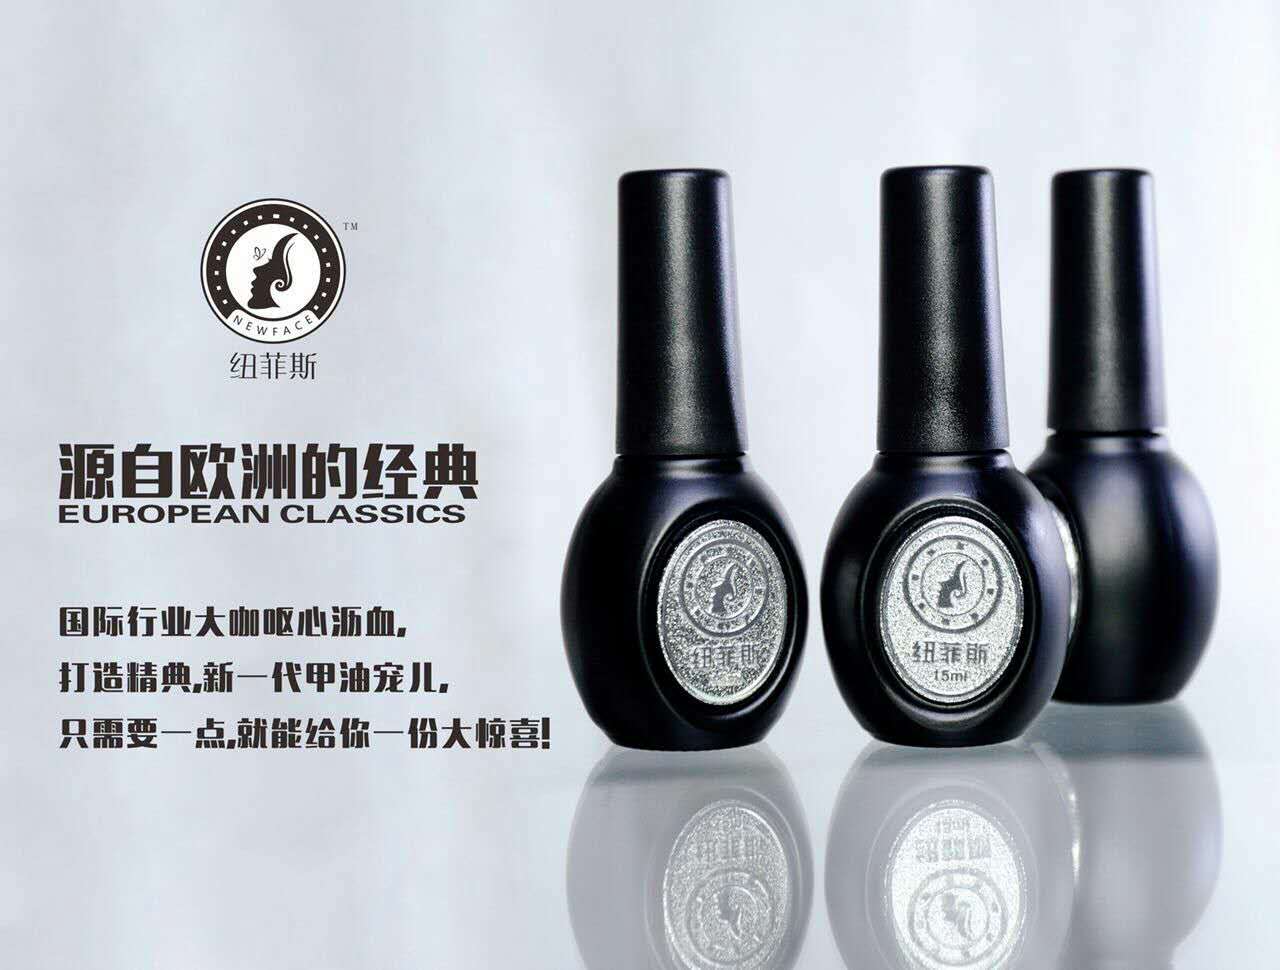 TM
NEWFACE
纽菲斯
源自欧洲的经典
EUROPEAN CLASSICS
国际行业大咖呕心沥血,
打造精典,新一代甲油宠儿,
只需要一点,就能给你一份大惊喜!
纽菲斯
纽菲斯
15ml